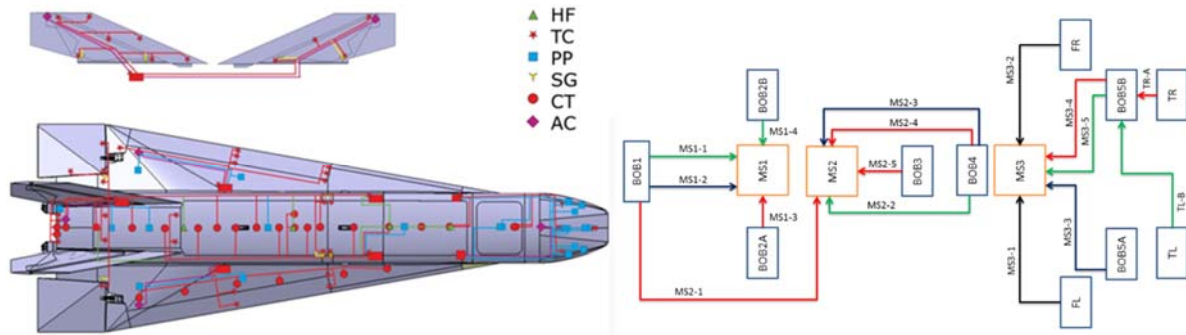 HF
TC
PP
SG
CT
AC
BOB1
MS1-1
MS1-2
MS2-1
BOB2B
MS1-4
MS1
MS1-3
BOB2A
MS2-3
MS2-4
MS2
MS2-5
BOB3
MS2-2
BOB4
FR
MS3-2
MS3-4
MS3-5
MS3
MS3-3
MS3-1
FL
BOB5B
BOB5A
TR-A
TR
TL-B
TL